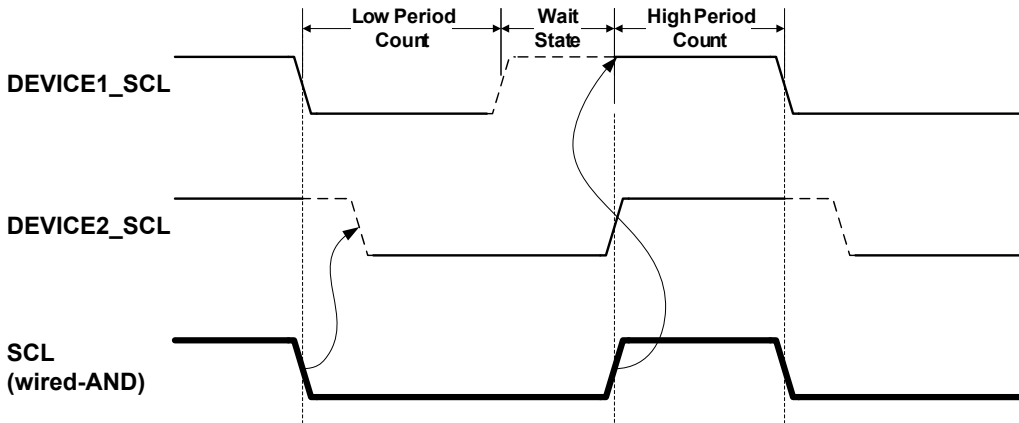 Low Period
Count
Wait
State
High Period
Count
DEVICE1_SCL
DEVICE2_SCL
SCL
(wired-AND)